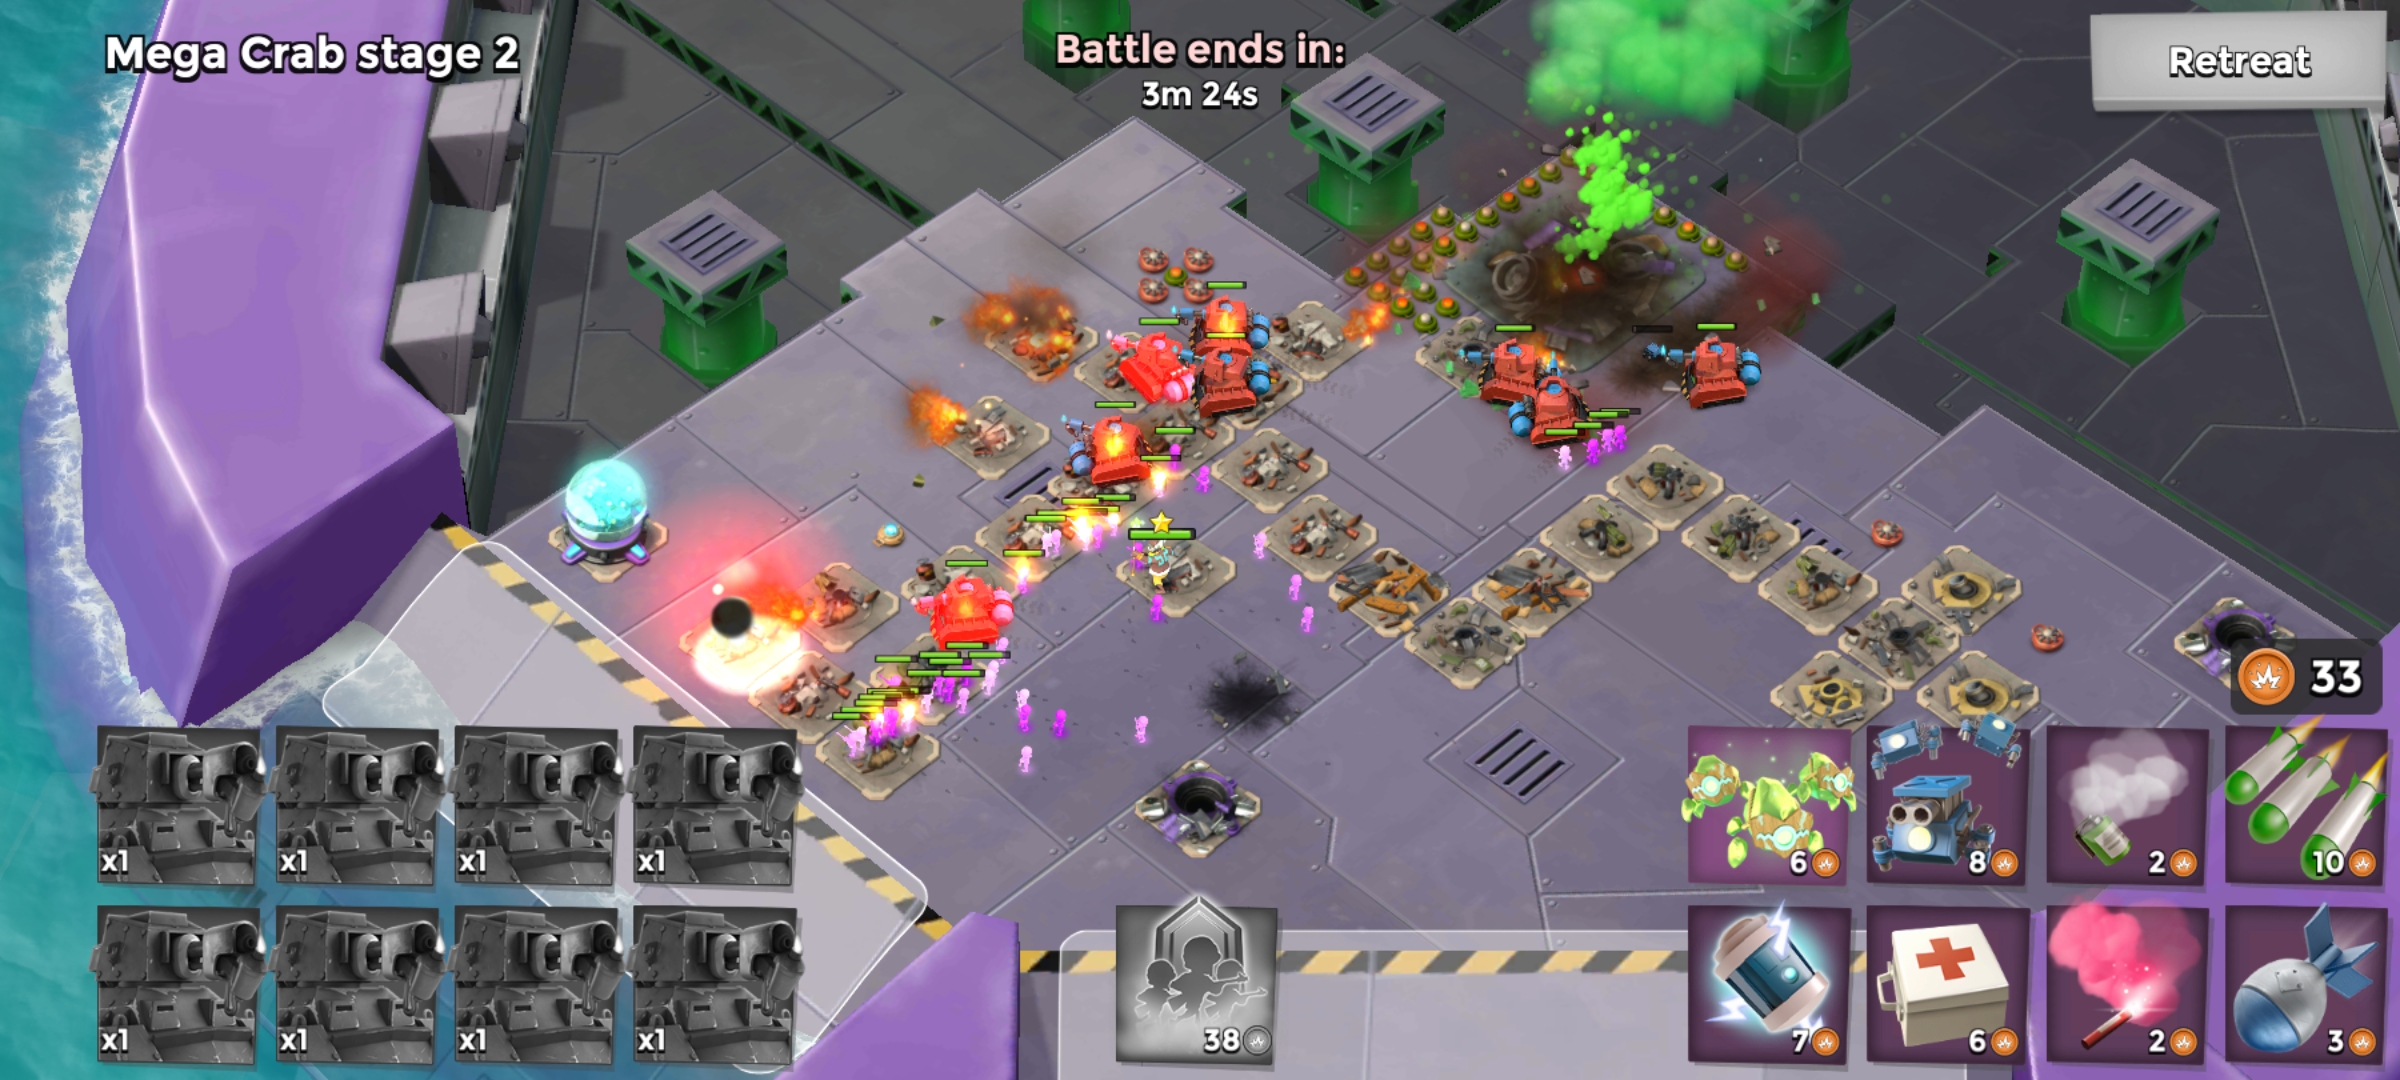 Mega Crab stage 2
Battle ends in:
3m 24s
Retreat
33
x1
x1
x1
x1
6
8
2
10
x1
x1
x1
x1
38
7
6
2
3